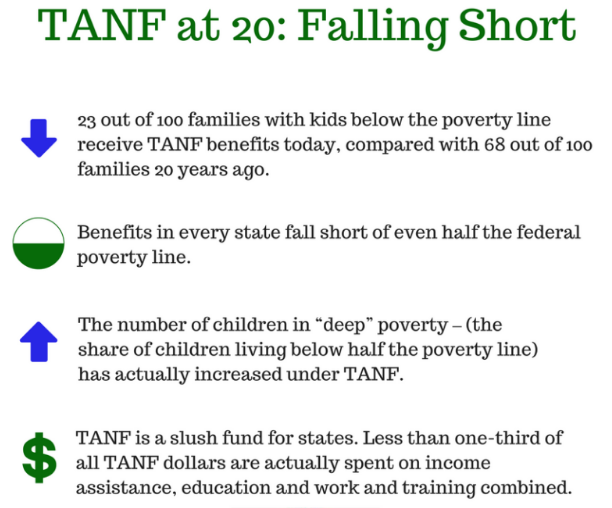 TANF at 20: Falling Short
23 out of 100 families with kids below the poverty line
receive TANF benefits today, compared with 68 out of 100
families 20 years ago.
Benefits in every state fall short of even half the federal
poverty line.
The number of children in “deep” poverty – (the
share of children living below half the poverty line)
has actually increased under TANF.
$
TANF is a slush fund for states. Less than one-third of
all TANF dollars are actually spent on income
assistance, education and work and training combined.